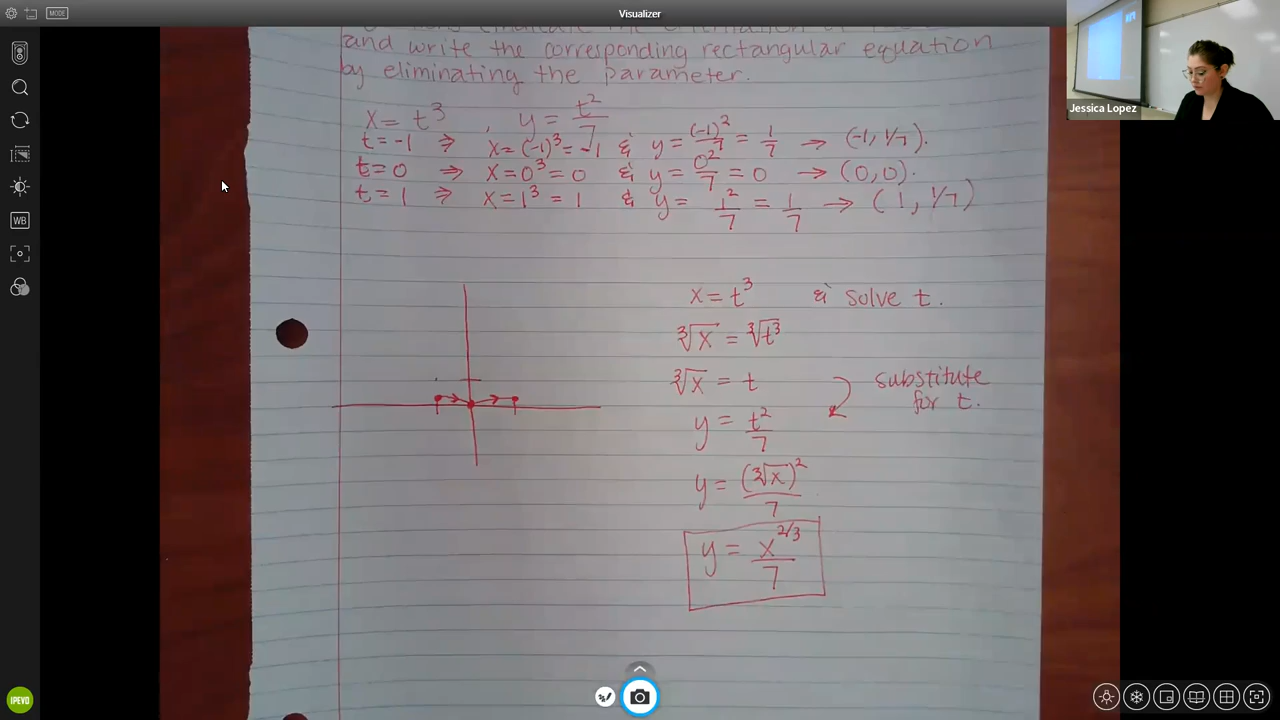 Visualizer
MODE
Jessica Lopez
and write the corresponding rectangular equation
by eliminating the parameter.
x = t³ , y = t²/7
t = -1 ⇒ x = (-1)³ = -1 & y = (-1)²/7 = 1/7 → (-1, 1/7).
t = 0 ⇒ x = 0³ = 0 & y = 0²/7 = 0 → (0,0).
t = 1 ⇒ x = 1³ = 1 & y = 1²/7 = 1/7 → (1, 1/7)
x = t³ & solve t.
∛x = ∛t³
∛x = t
substitute
for t.
y = t²/7
y = (∛x)²/7
y = x^(2/3)/7
WB
IPEVO